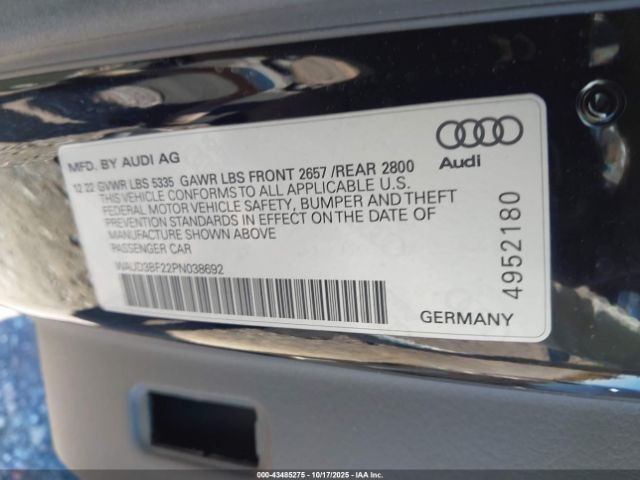 MFD. BY AUDI AG
12 22 GVWR LBS 5335 GAWR LBS FRONT 2657 /REAR 2800
THIS VEHICLE CONFORMS TO ALL APPLICABLE U.S.
FEDERAL MOTOR VEHICLE SAFETY, BUMPER AND THEFT
PREVENTION STANDARDS IN EFFECT ON THE DATE OF
MANUFACTURE SHOWN ABOVE
PASSENGER CAR
WAUD3BF22PN038692
Audi
4952180
GERMANY
000-43485275 - 10/17/2025 - IAAI, Inc.